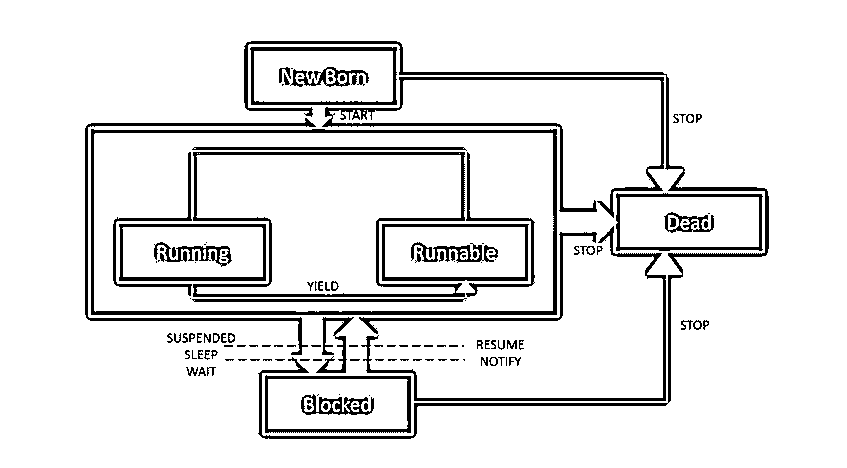 New Born
START
STOP
Dead
Running
Runnable
STOP
YIELD
SUSPENDED
SLEEP
WAIT
RESUME
NOTIFY
STOP
Blocked